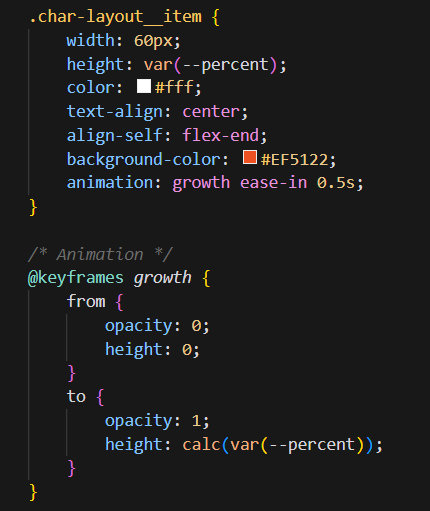 .char-layout__item {
    width: 60px;
    height: var(--percent);
    color: #fff;
    text-align: center;
    align-self: flex-end;
    background-color: #EF5122;
    animation: growth ease-in 0.5s;
}

/* Animation */
@keyframes growth {
    from {
        opacity: 0;
        height: 0;
    }
    to {
        opacity: 1;
        height: calc(var(--percent));
    }
}